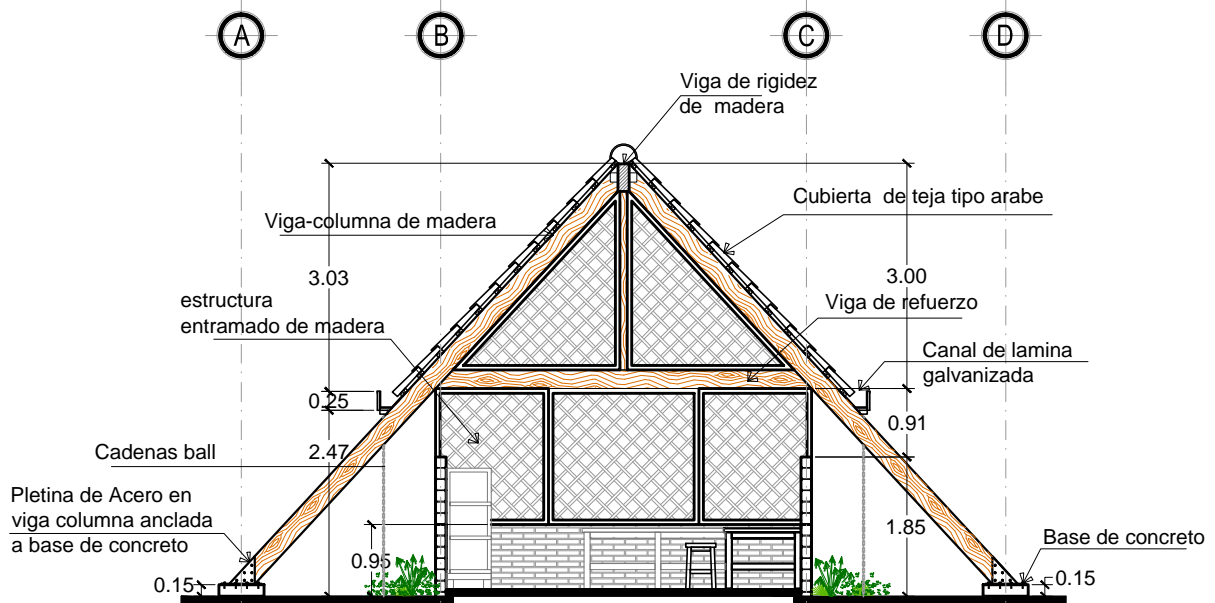 A
B
C
D
Viga de rigidez
de madera
Cubierta de teja tipo arabe
Viga-columna de madera
3.03
3.00
estructura
entramado de madera
Viga de refuerzo
Canal de lamina
galvanizada
0.25
0.91
Cadenas ball
2.47
Pletina de Acero en
viga columna anclada
a base de concreto
1.85
Base de concreto
0.95
0.15
0.15